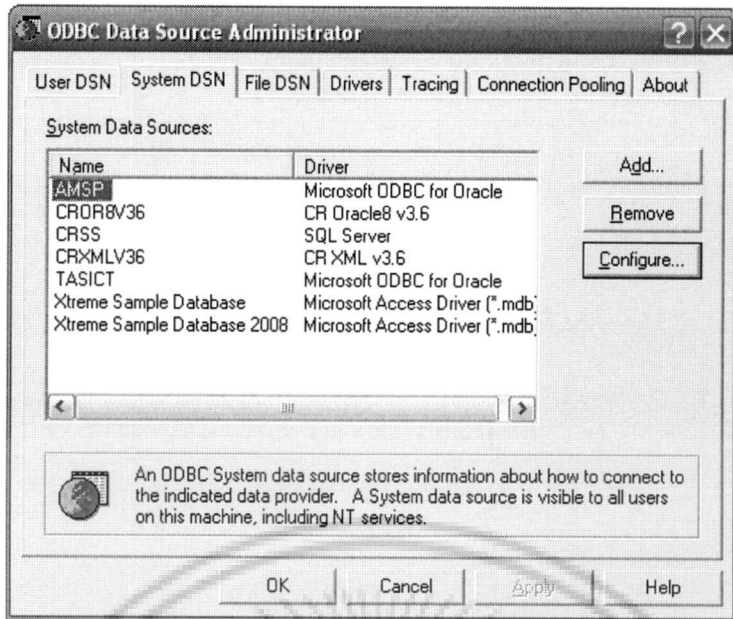 ODBC Data Source Administrator
User DSN System DSN File DSN Drivers Tracing Connection Pooling About
System Data Sources:
Name Driver
AMSP Microsoft ODBC for Oracle
CROR8V36 CR Oracle8 v3.6
CRSS SQL Server
CRXMLV36 CR XML v3.6
TASICT Microsoft ODBC for Oracle
Xtreme Sample Database Microsoft Access Driver (*.mdb
Xtreme Sample Database 2008 Microsoft Access Driver (*.mdb
Add...
Remove
Configure...
An ODBC System data source stores information about how to connect to
the indicated data provider. A System data source is visible to all users
on this machine, including NT services.
OK Cancel Apply Help